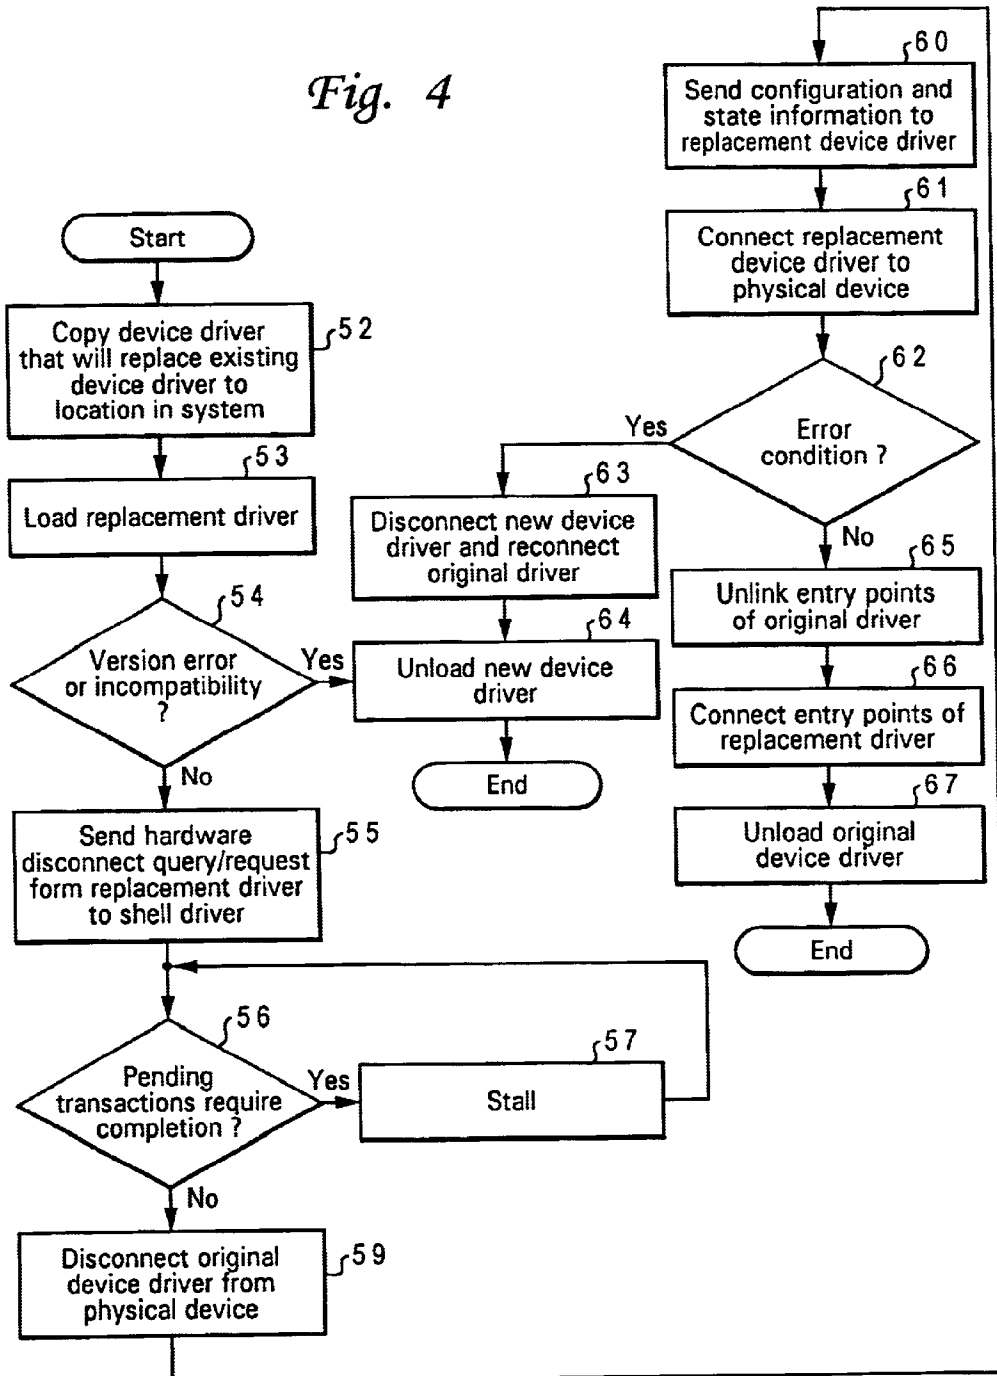 Fig. 4
Start
Copy device driver
that will replace existing
device driver to
location in system
52
Load replacement driver
53
Version error
or incompatibility
?
54
Yes
No
Send hardware
disconnect query/request
form replacement driver
to shell driver
55
Pending
transactions require
completion ?
56
Yes
Stall
57
No
Disconnect original
device driver from
physical device
59
Send configuration and
state information to
replacement device driver
60
Connect replacement
device driver to
physical device
61
Error
condition ?
62
Yes
Disconnect new device
driver and reconnect
original driver
63
Unload new device
driver
64
End
No
Unlink entry points
of original driver
65
Connect entry points of
replacement driver
66
Unload original
device driver
67
End